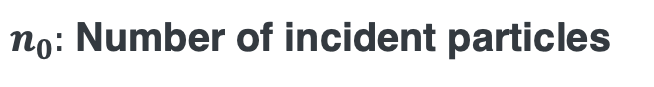 n₀: Number of incident particles